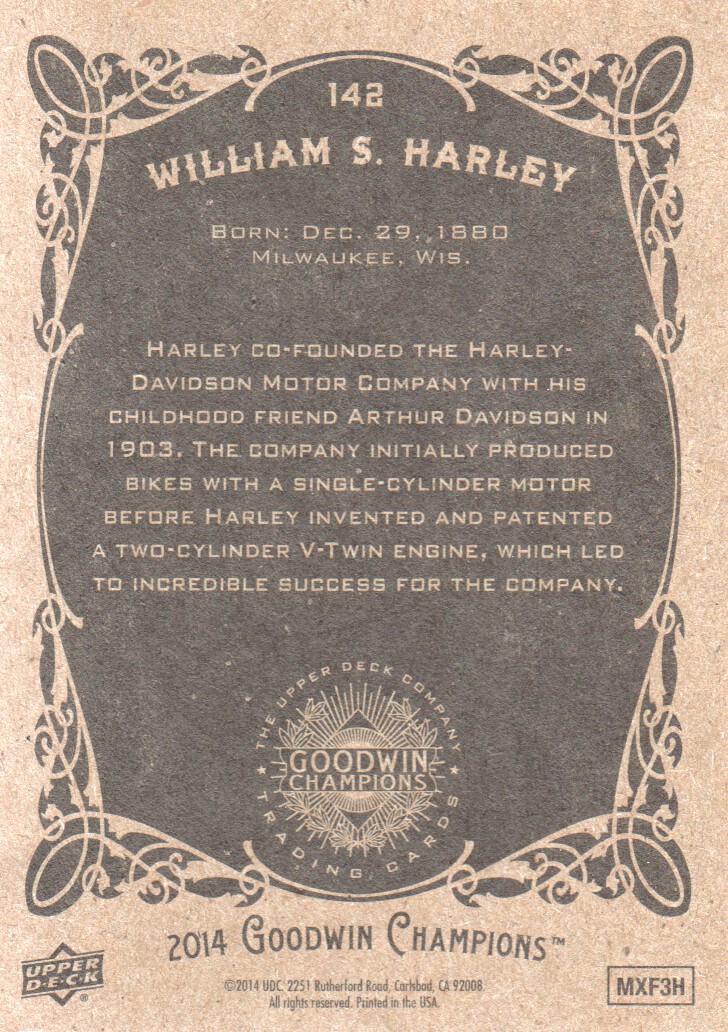 142
WILLIAM S. HARLEY
BORN: DEC. 29, 1880
MILWAUKEE, WIS.
HARLEY CO-FOUNDED THE HARLEY-
DAVIDSON MOTOR COMPANY WITH HIS
CHILDHOOD FRIEND ARTHUR DAVIDSON IN
1903. THE COMPANY INITIALLY PRODUCED
BIKES WITH A SINGLE-CYLINDER MOTOR
BEFORE HARLEY INVENTED AND PATENTED
A TWO-CYLINDER V-TWIN ENGINE, WHICH LED
TO INCREDIBLE SUCCESS FOR THE COMPANY.
THE UPPER DECK COMPANY
GOODWIN
CHAMPIONS
TRADING CARDS
2014 GOODWIN CHAMPIONS™
UPPER
D·E·C·K®
©2014 UDC. 2251 Rutherford Road, Carlsbad, CA 92008.
All rights reserved. Printed in the USA.
MXF3H